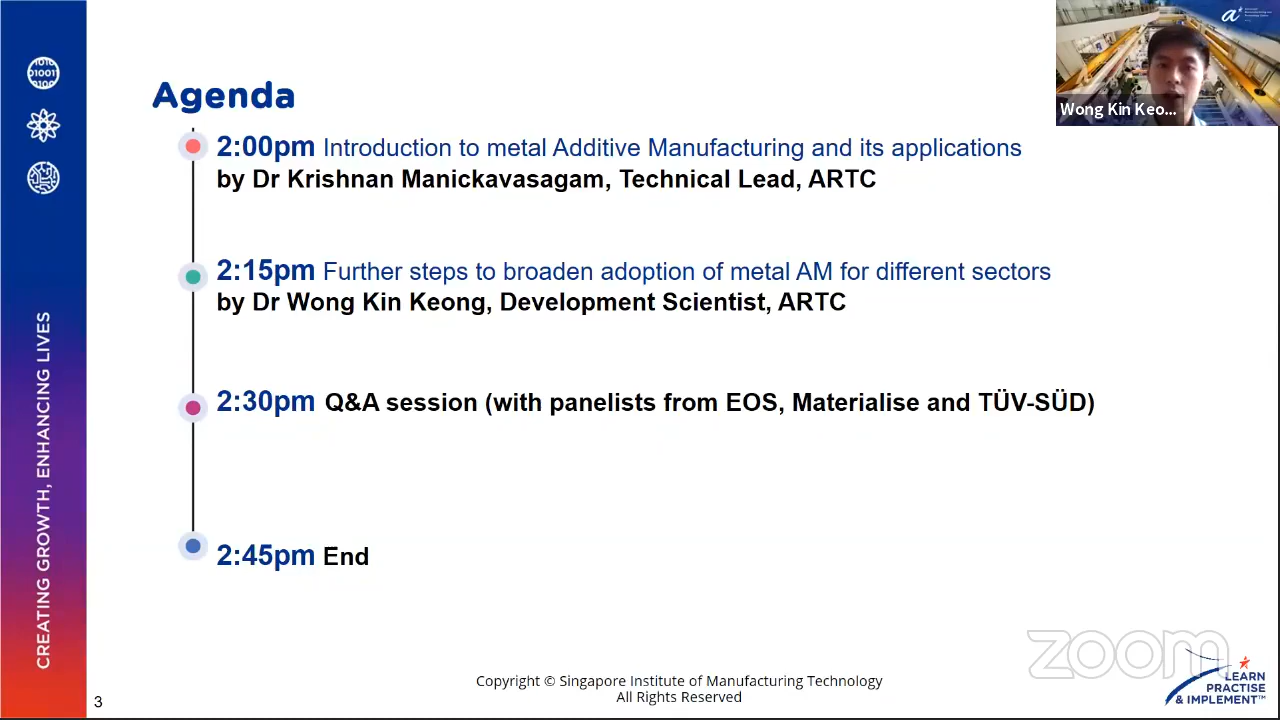 Agenda
2:00pm Introduction to metal Additive Manufacturing and its applications
by Dr Krishnan Manickavasagam, Technical Lead, ARTC
2:15pm Further steps to broaden adoption of metal AM for different sectors
by Dr Wong Kin Keong, Development Scientist, ARTC
2:30pm Q&A session (with panelists from EOS, Materialise and TÜV-SÜD)
2:45pm End
CREATING GROWTH, ENHANCING LIVES
Wong Kin Keo...
Copyright © Singapore Institute of Manufacturing Technology
All Rights Reserved
3
zoom
LEARN
PRACTISE
& IMPLEMENT™